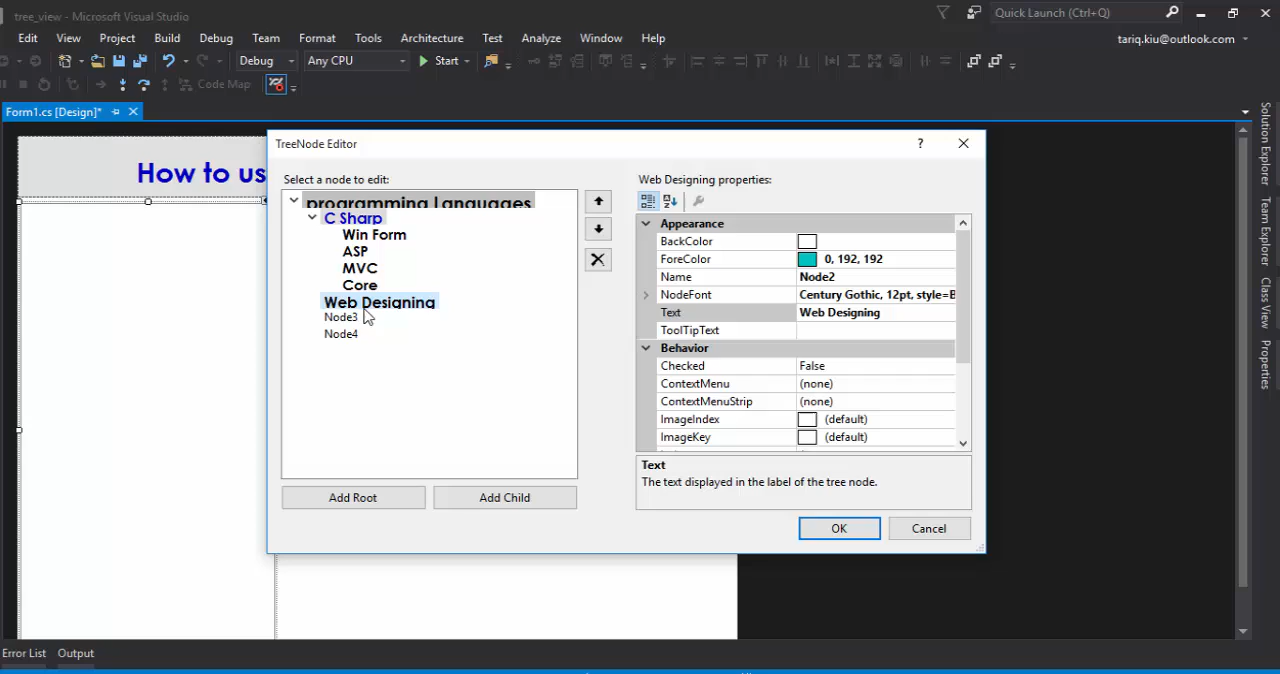 tree_view - Microsoft Visual Studio
Quick Launch (Ctrl+Q)
Edit View Project Build Debug Team Format Tools Architecture Test Analyze Window Help
tariq.kiu@outlook.com
Debug Any CPU Start
Code Map
Form1.cs [Design]*
How to us
TreeNode Editor
?
Select a node to edit:
programming Languages
C Sharp
Win Form
ASP
MVC
Core
Web Designing
Node3
Node4
Add Root Add Child
Web Designing properties:
Appearance
BackColor
ForeColor 0, 192, 192
Name Node2
NodeFont Century Gothic, 12pt, style=B
Text Web Designing
ToolTipText
Behavior
Checked False
ContextMenu (none)
ContextMenuStrip (none)
ImageIndex (default)
ImageKey (default)
Text
The text displayed in the label of the tree node.
OK Cancel
Solution Explorer
Team Explorer
Class View
Properties
Error List Output